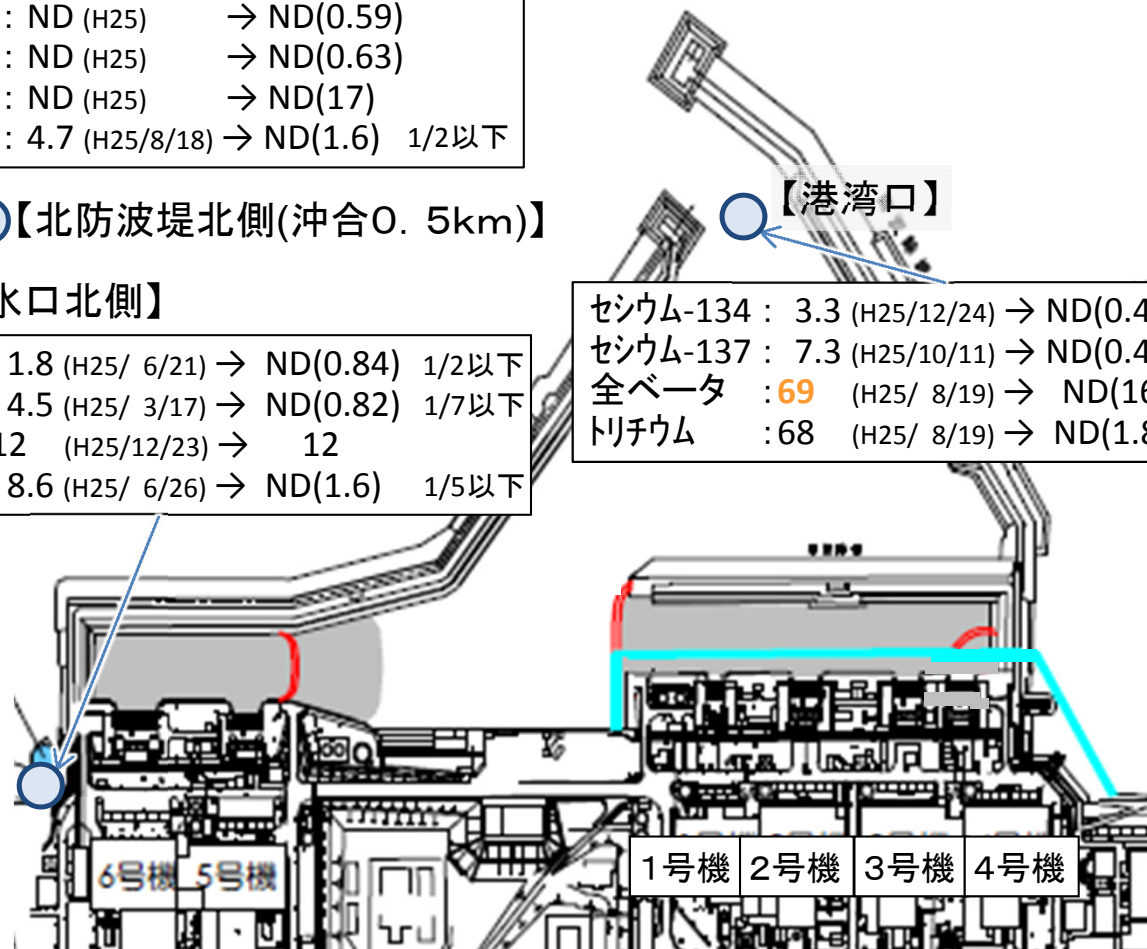 : ND (H25) → ND(0.59)
: ND (H25) → ND(0.63)
: ND (H25) → ND(17)
: 4.7 (H25/8/18) → ND(1.6) 1/2以下
【港湾口】
【北防波堤北側(沖合0. 5km)】
水口北側】
セシウム-134 : 3.3 (H25/12/24) → ND(0.4
セシウム-137 : 7.3 (H25/10/11) → ND(0.4
全ベータ :69 (H25/ 8/19) → ND(16
トリチウム :68 (H25/ 8/19) → ND(1.8
1.8 (H25/ 6/21) → ND(0.84) 1/2以下
4.5 (H25/ 3/17) → ND(0.82) 1/7以下
12 (H25/12/23) → 12
8.6 (H25/ 6/26) → ND(1.6) 1/5以下
6号機 5号機
1号機 2号機 3号機 4号機